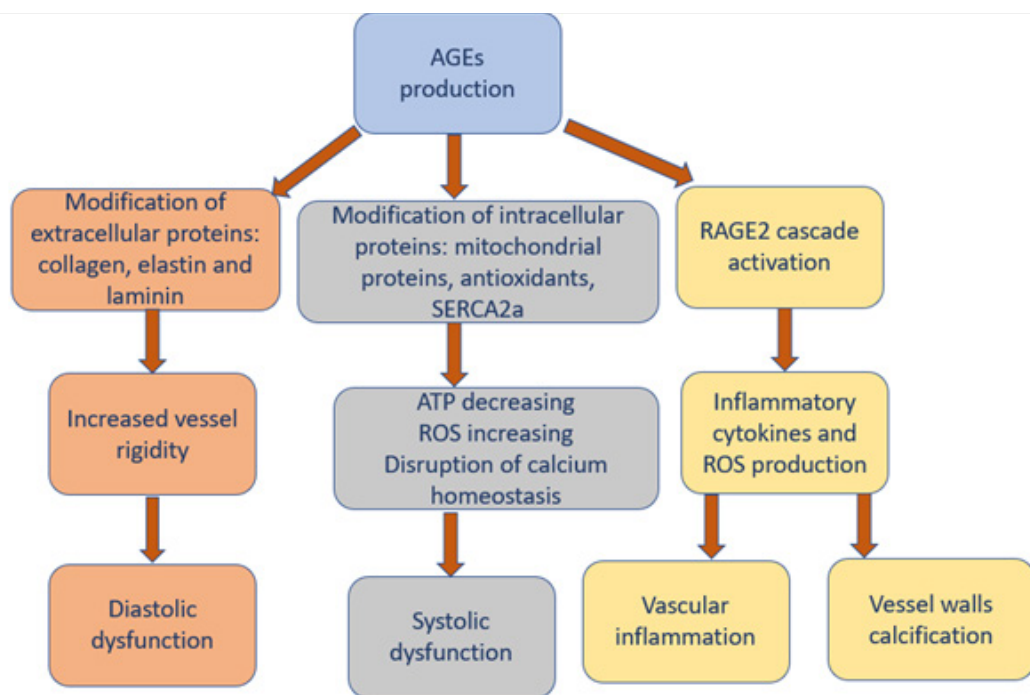 AGEs
production
Modification of
extracellular proteins:
collagen, elastin and
laminin
Modification of intracellular
proteins: mitochondrial
proteins, antioxidants,
SERCA2a
RAGE2 cascade
activation
Increased vessel
rigidity
ATP decreasing
ROS increasing
Disruption of calcium
homeostasis
Inflammatory
cytokines and
ROS production
Diastolic
dysfunction
Systolic
dysfunction
Vascular
inflammation
Vessel walls
calcification